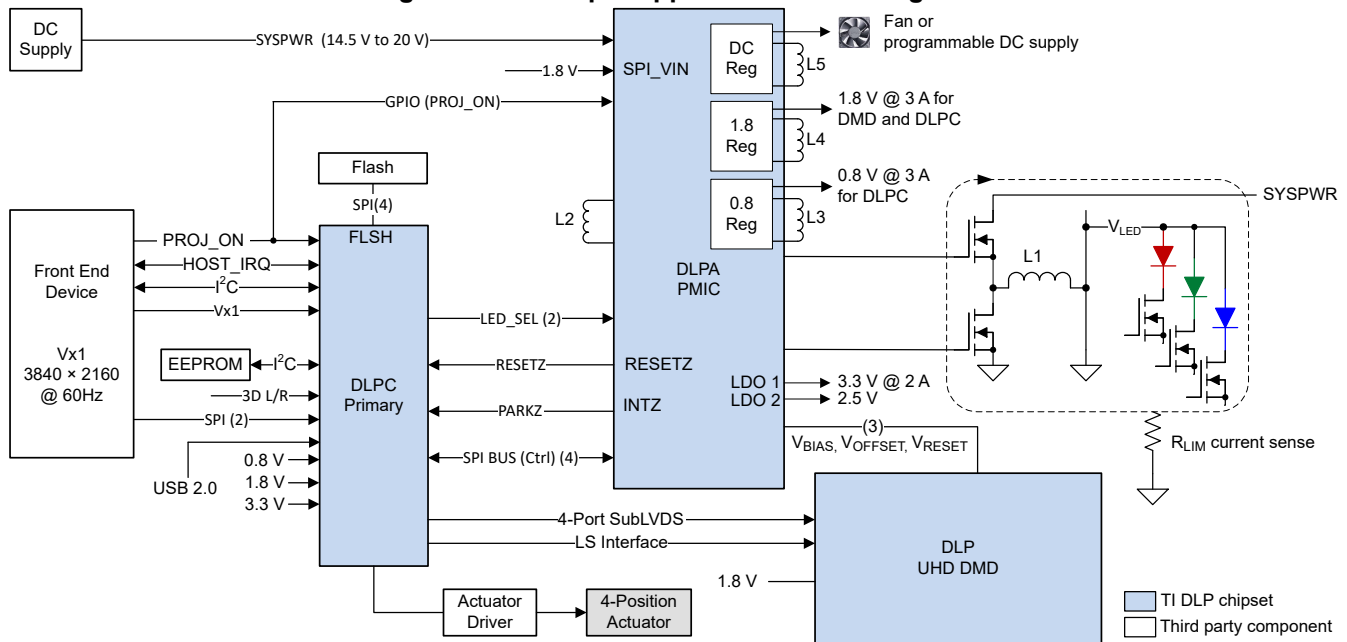 DC
Supply
SYSPWR (14.5 V to 20 V)
1.8 V
SPI_VIN
GPIO (PROJ_ON)
DC
Reg
L5
Fan or
programmable DC supply
1.8
Reg
L4
1.8 V @ 3 A for
DMD and DLPC
0.8
Reg
L3
0.8 V @ 3 A
for DLPC
L2
DLPA
PMIC
Flash
SPI(4)
FLSH
Front End
Device
Vx1
3840 × 2160
@ 60Hz
PROJ_ON
HOST_IRQ
I²C
Vx1
EEPROM
I²C
3D L/R
SPI (2)
USB 2.0
0.8 V
1.8 V
3.3 V
DLPC
Primary
LED_SEL (2)
RESETZ
RESETZ
PARKZ
INTZ
SPI BUS (Ctrl) (4)
LDO 1
3.3 V @ 2 A
LDO 2
2.5 V
(3)
VBIAS, VOFFSET, VRESET
SYSPWR
L1
VLED
RLIM current sense
4-Port SubLVDS
LS Interface
1.8 V
DLP
UHD DMD
Actuator
Driver
4-Position
Actuator
TI DLP chipset
Third party component